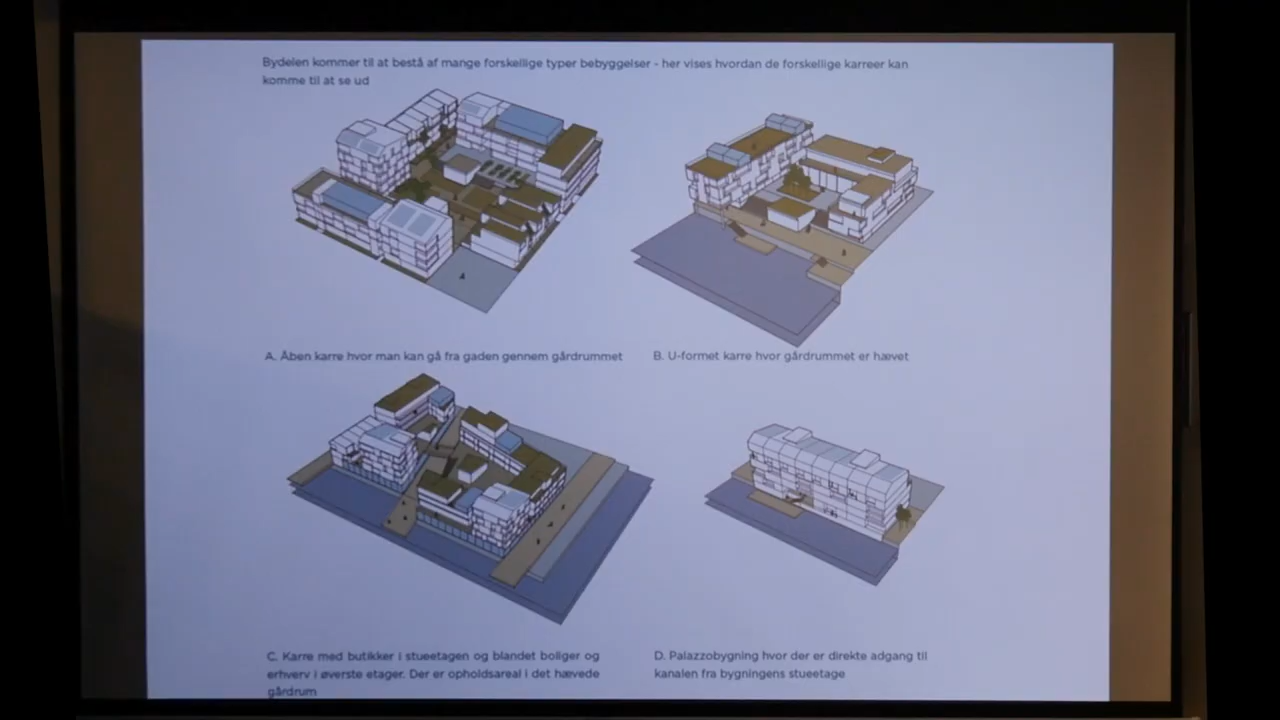 Bydelen kommer til at bestå af mange forskellige typer bebyggelser - her vises hvordan de forskellige karreer kan
komme til at se ud
A. Åben karre hvor man kan gå fra gaden gennem gårdrummet
B. U-formet karre hvor gårdrummet er hævet
C. Karre med butikker i stueetagen og blandet boliger og
erhverv i øverste etager. Der er opholdsareal i det hævede
gårdrum
D. Palazzobygning hvor der er direkte adgang til
kanalen fra bygningens stueetage